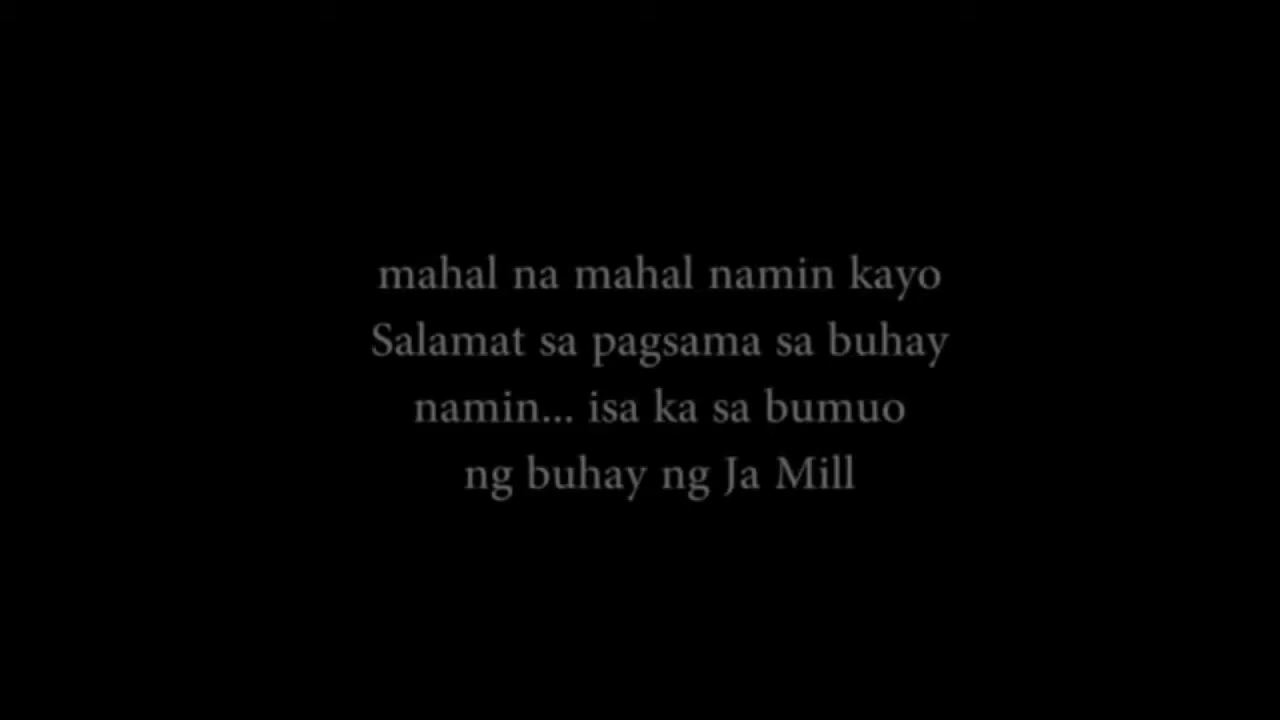 mahal na mahal namin kayo
Salamat sa pagsama sa buhay
namin... isa ka sa bumuo
ng buhay ng Ja Mill